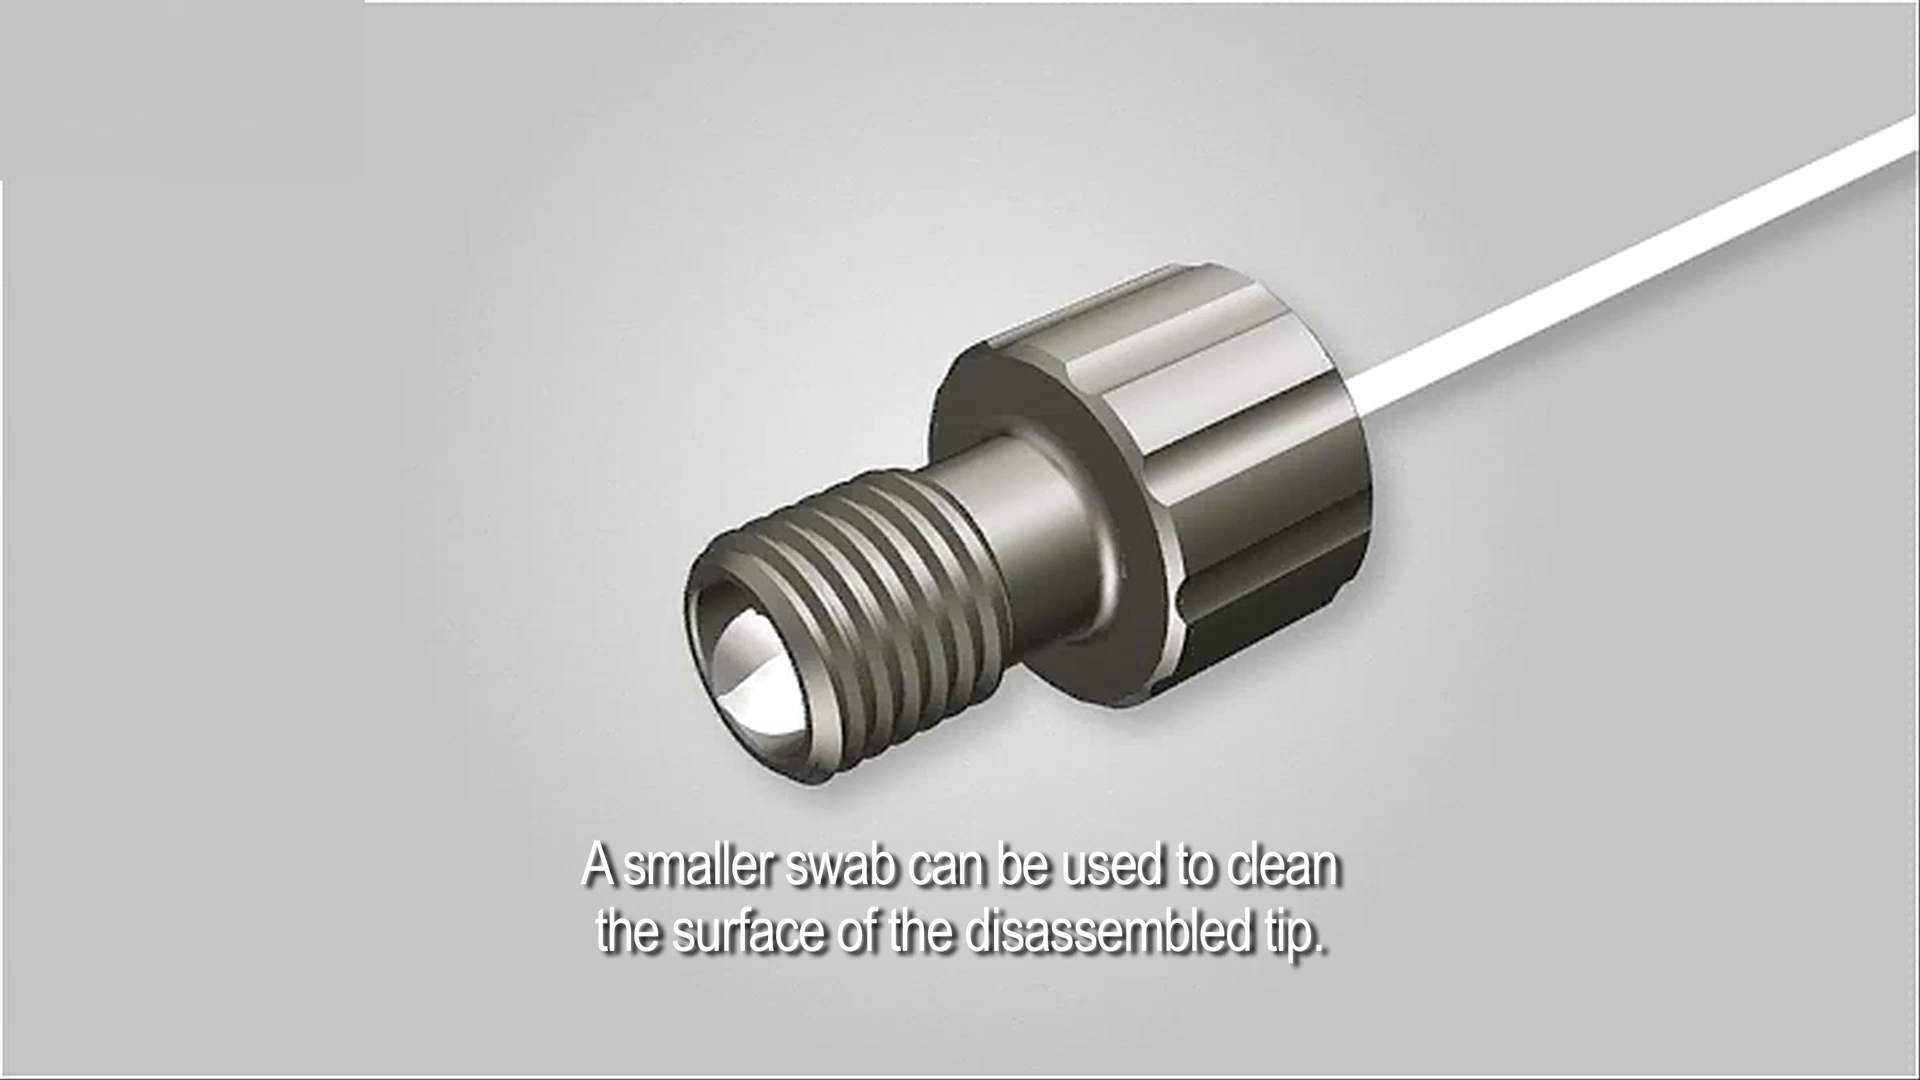 A smaller swab can be used to clean
the surface of the disassembled tip.